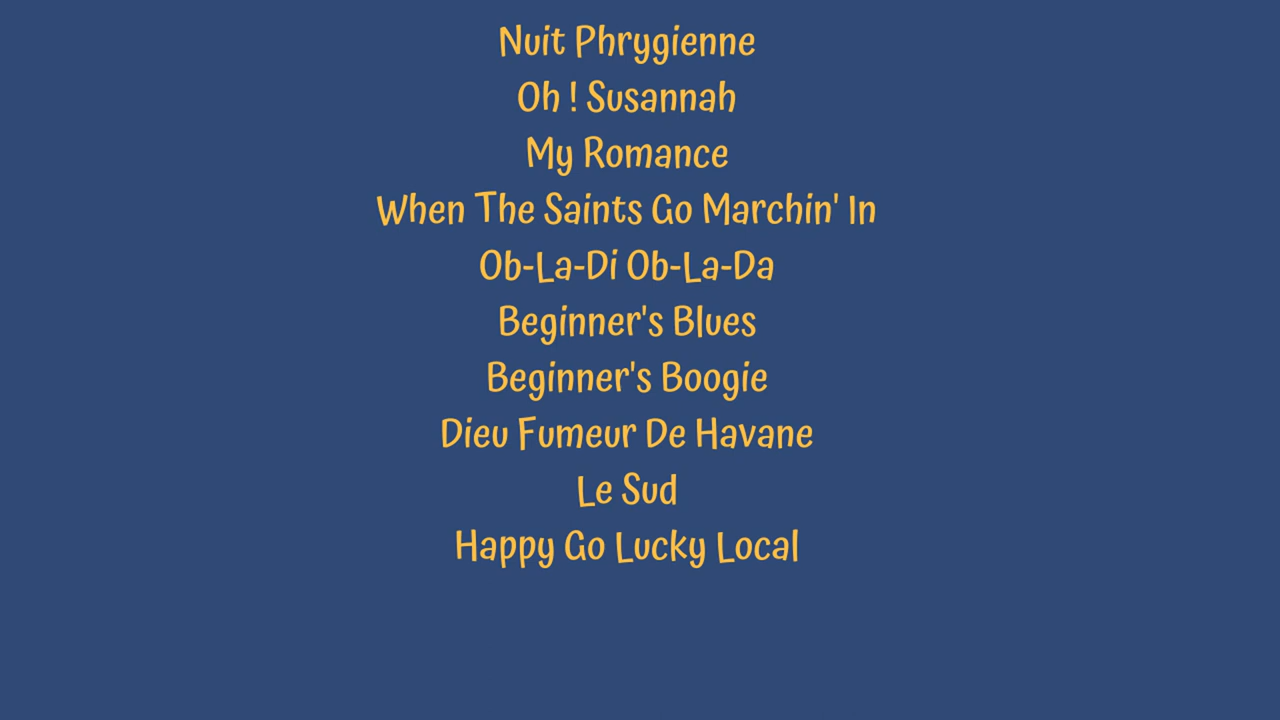 Nuit Phrygienne
Oh ! Susannah
My Romance
When The Saints Go Marchin' In
Ob-La-Di Ob-La-Da
Beginner's Blues
Beginner's Boogie
Dieu Fumeur De Havane
Le Sud
Happy Go Lucky Local